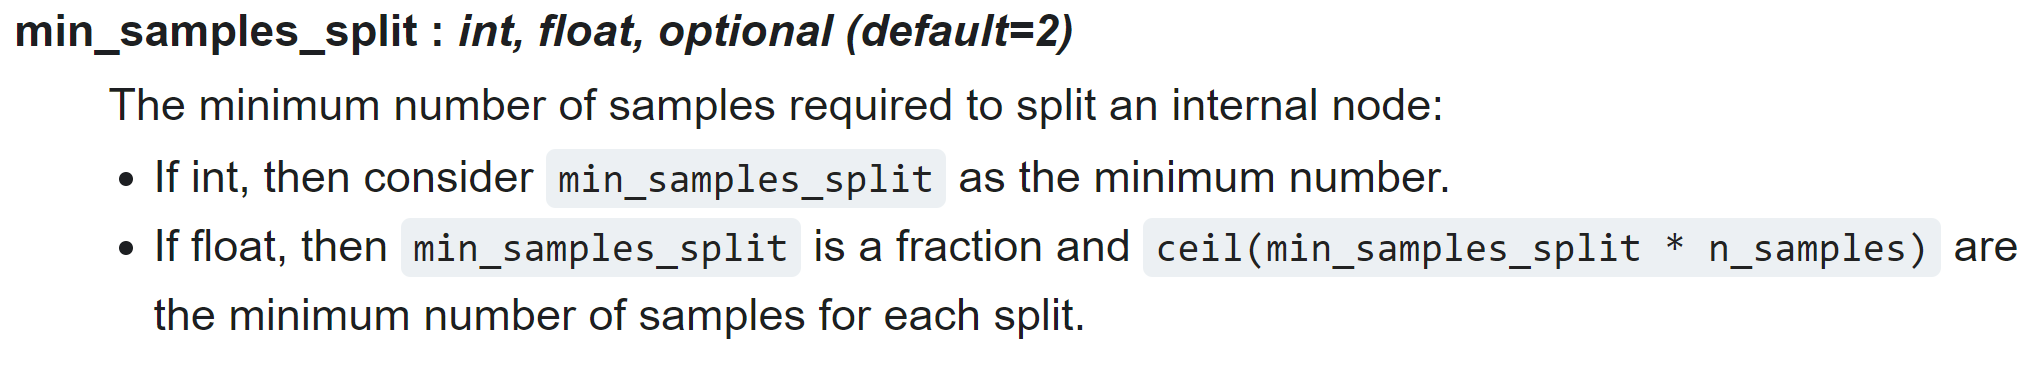 min_samples_split : int, float, optional (default=2)
The minimum number of samples required to split an internal node:
• If int, then consider min_samples_split as the minimum number.
• If float, then min_samples_split is a fraction and ceil(min_samples_split * n_samples) are
the minimum number of samples for each split.